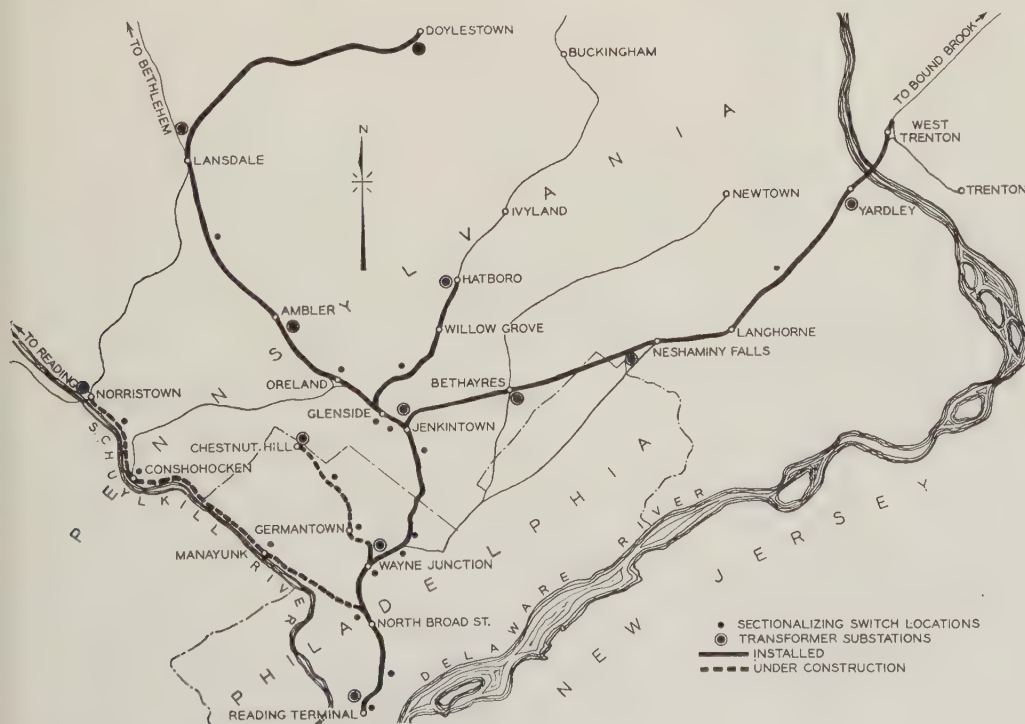 DOYLESTOWN
BUCKINGHAM
TO BETHLEHEM
TO BOUND BROOK
WEST
TRENTON
N
LANSDALE
NEWTOWN
TRENTON
IVYLAND
YARDLEY
HATBORO
AMBLER
WILLOW GROVE
LANGHORNE
NESHAMINY FALLS
TO READING
NORRISTOWN
ORELAND
BETHAYRES
GLENSIDE
JENKINTOWN
CHESTNUT HILL
CONSHOHOCKEN
GERMANTOWN
MANAYUNK
WAYNE JUNCTION
NORTH BROAD ST.
READING TERMINAL
PENNSYLVANIA
SCHUYLKILL RIVER
PHILADELPHIA
DELAWARE RIVER
NEW JERSEY
SECTIONALIZING SWITCH LOCATIONS
TRANSFORMER SUBSTATIONS
INSTALLED
UNDER CONSTRUCTION